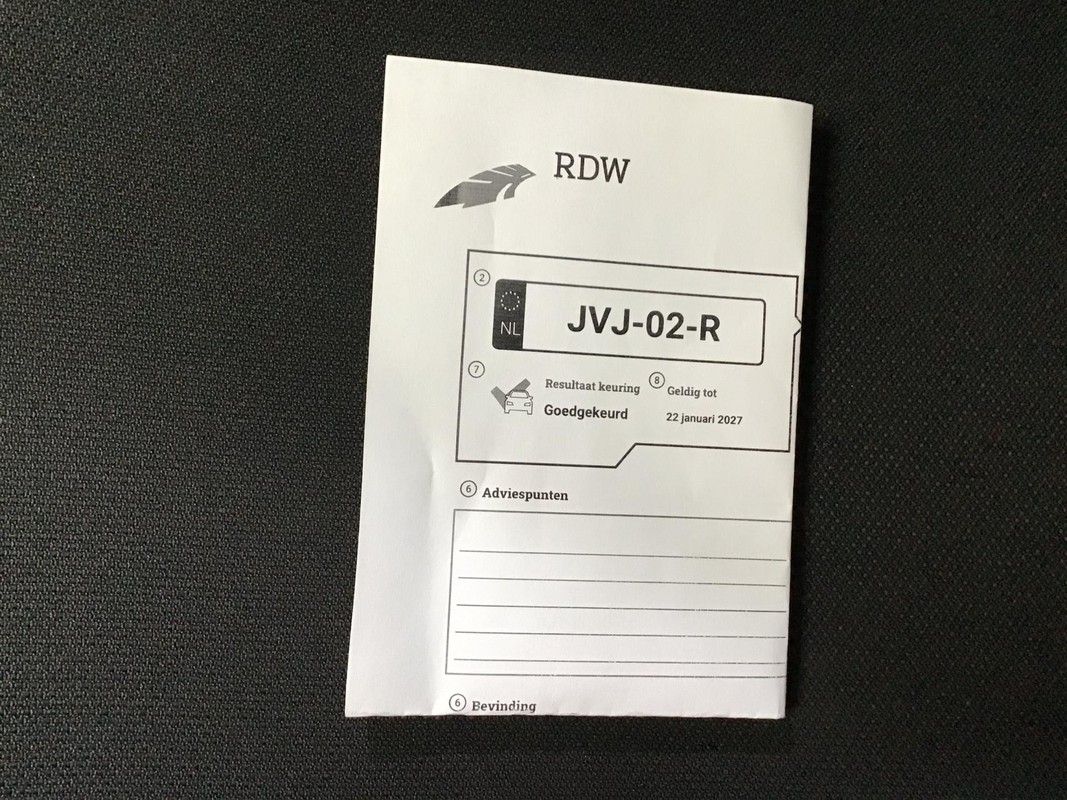 RDW
2
NL JVJ-02-R
7 Resultaat keuring 8 Geldig tot
Goedgekeurd 22 januari 2027
6 Adviespunten
6 Bevinding